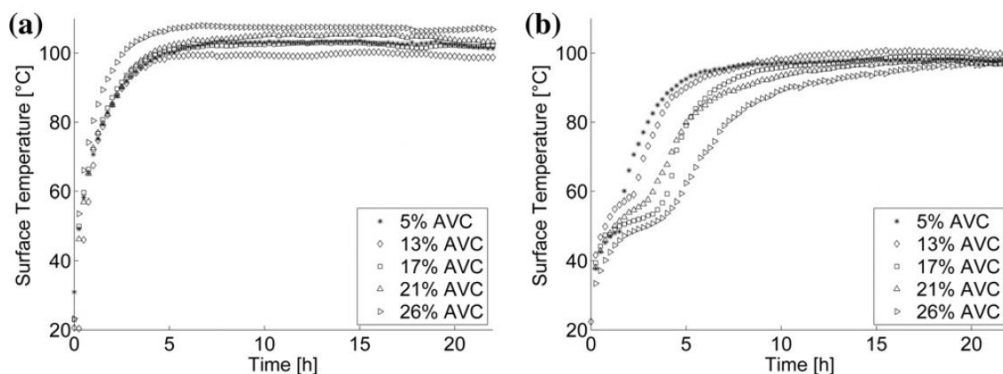 (a)
Surface Temperature [°C]
100
80
60
40
20
0
5
10
15
20
Time [h]
5% AVC
13% AVC
17% AVC
21% AVC
26% AVC
(b)
Surface Temperature [°C]
100
80
60
40
20
0
5
10
15
20
Time [h]
5% AVC
13% AVC
17% AVC
21% AVC
26% AVC